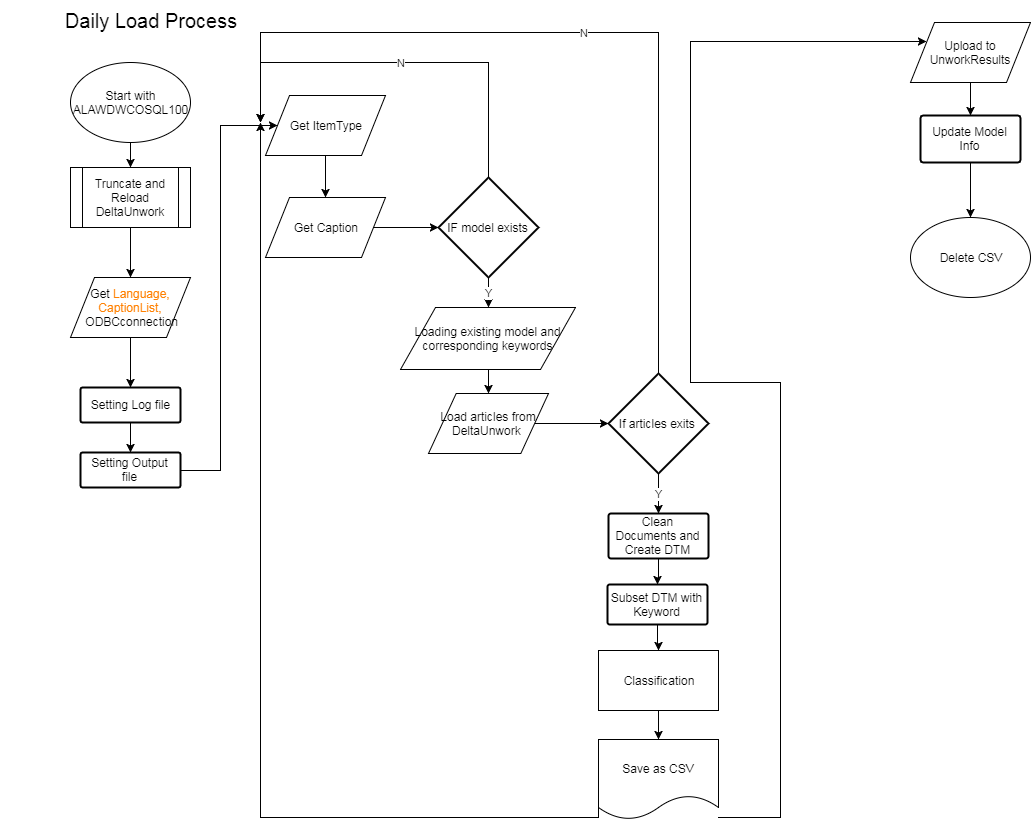 Daily Load Process
Start with
ALAWDWCOSQL100
Truncate and
Reload
DeltaUnwork
Get Language,
CaptionList,
ODBCconnection
Setting Log file
Setting Output
file
N
N
Get ItemType
Get Caption
IF model exists
Y
Loading existing model and
corresponding keywords
Load articles from
DeltaUnwork
If articles exits
Y
Clean
Documents and
Create DTM
Subset DTM with
Keyword
Classification
Save as CSV
Upload to
UnworkResults
Update Model
Info
Delete CSV